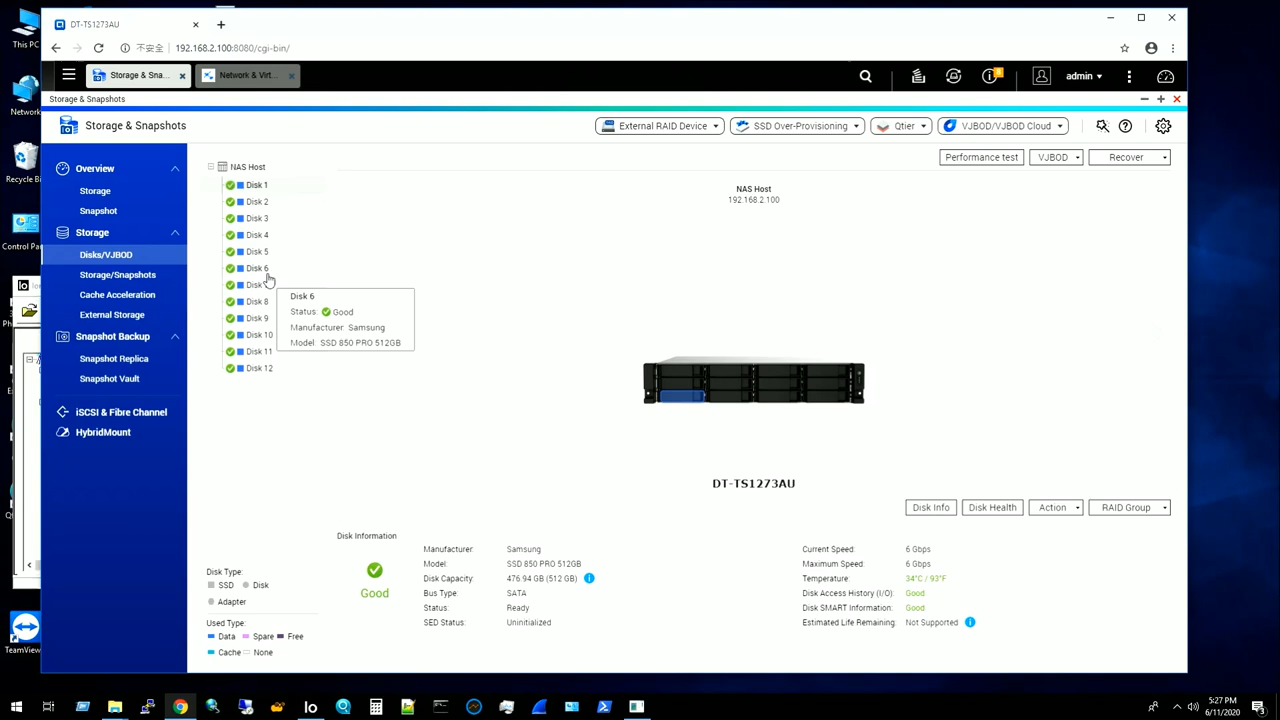 This PC
DT-TS1273AU
不安全
192.168.2.100:8080/cgi-bin/
Storage & Sna...
Network & Virt...
8
admin
Network
Storage & Snapshots
Storage & Snapshots
External RAID Device
SSD Over-Provisioning
Qtier
VJBOD/VJBOD Cloud
Recycle
Control Pan
TeamView
Overview
Storage
Snapshot
Storage
Disks/VJBOD
Storage/Snapshots
Cache Acceleration
External Storage
Snapshot Backup
Snapshot Replica
Snapshot Vault
iSCSI & Fibre Channel
HybridMount
NAS Host
Disk 1
Disk 2
Disk 3
Disk 4
Disk 5
Disk 6
Disk
Disk 8
Disk 9
Disk 10
Disk 11
Disk 12
Disk 6
Status: Good
Manufacturer: Samsung
Model: SSD 850 PRO 512GB
Performance test
VJBOD
Recover
NAS Host
192.168.2.100
DT-TS1273AU
Disk Info
Disk Health
Action
RAID Group
Disk Type:
SSD
Disk
Adapter
Used Type:
Data
Spare
Free
Cache
None
Disk Information
Good
Manufacturer: Samsung
Model: SSD 850 PRO 512GB
Disk Capacity: 476.94 GB (512 GB)
Bus Type: SATA
Status: Ready
SED Status: Uninitialized
Current Speed: 6 Gbps
Maximum Speed: 6 Gbps
Temperature: 34°C / 93°F
Disk Access History (I/O): Good
Disk SMART Information: Good
Estimated Life Remaining: Not Supported
5:27 PM
6/11/2020